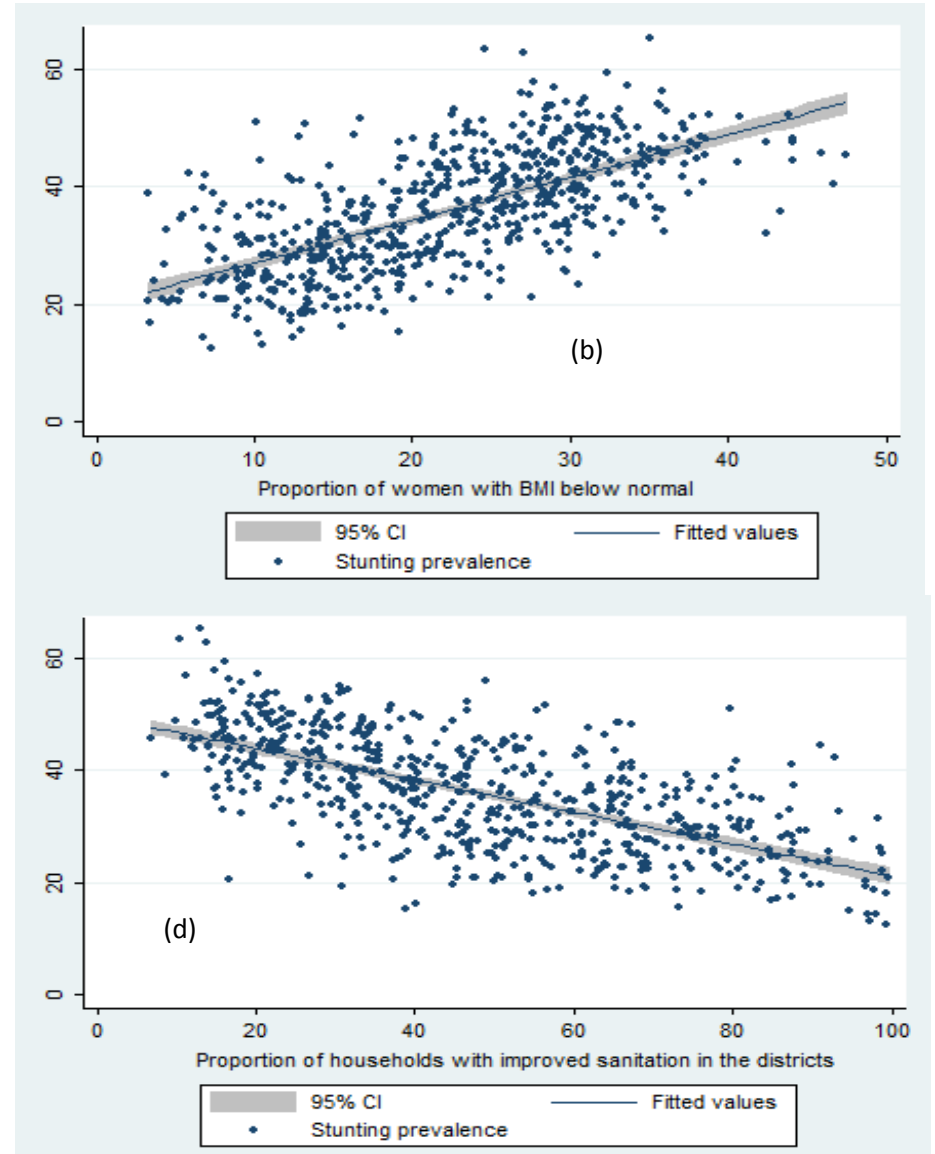 60
40
20
0
(b)
0 10 20 30 40 50
Proportion of women with BMI below normal
95% CI Fitted values
Stunting prevalence
60
40
20
0
(d)
0 20 40 60 80 100
Proportion of households with improved sanitation in the districts
95% CI Fitted values
Stunting prevalence